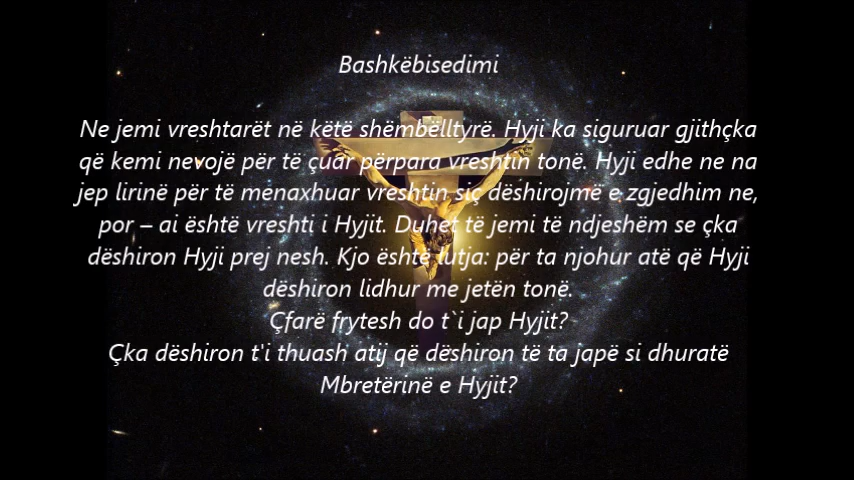 Bashkëbisedimi
Ne jemi vreshtarët në këtë shëmbëlltyrë. Hyji ka siguruar gjithçka
që kemi nevojë për të çuar përpara vreshtin tonë. Hyji edhe ne na
jep lirinë për të menaxhuar vreshtin siç dëshirojmë e zgjedhim ne,
por – ai është vreshti i Hyjit. Duhet të jemi të ndjeshëm se çka
dëshiron Hyji prej nesh. Kjo është lutja: për ta njohur atë që Hyji
dëshiron lidhur me jetën tonë.
Çfarë frytesh do t`i jap Hyjit?
Çka dëshiron t'i thuash atij që dëshiron të ta japë si dhuratë
Mbretërinë e Hyjit?